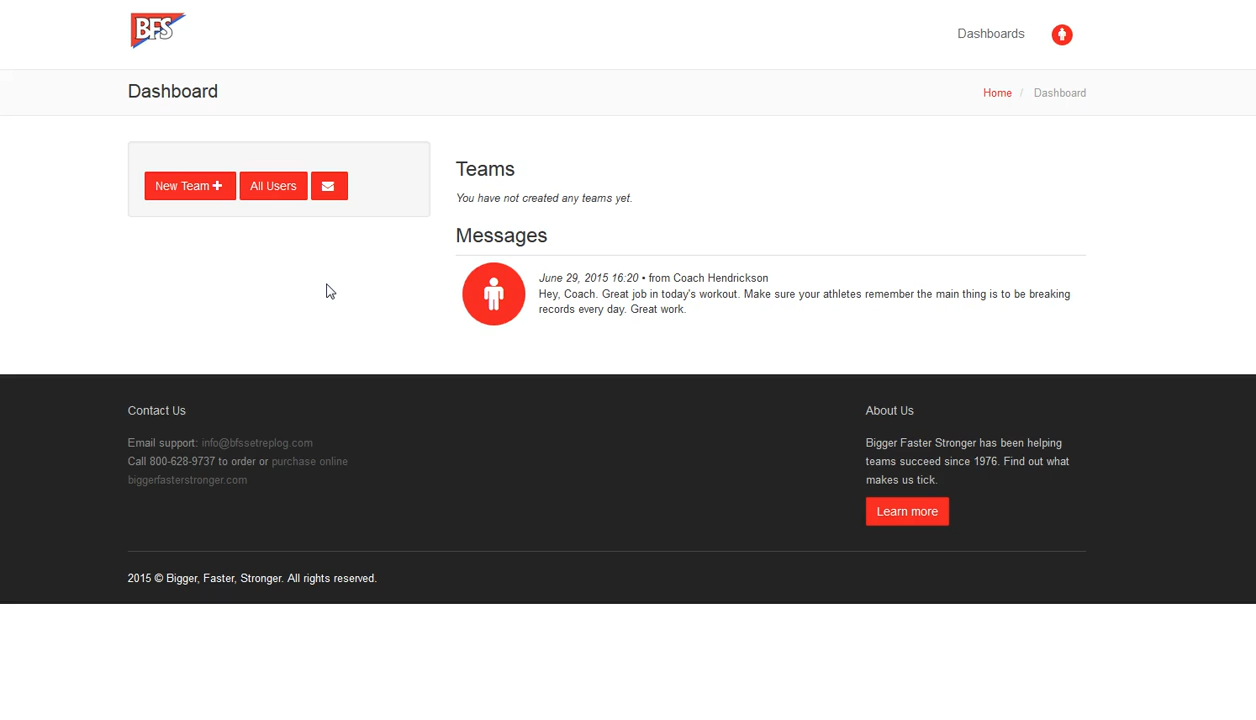 BFS
Dashboards
Dashboard
Home / Dashboard
New Team
All Users
Teams
You have not created any teams yet.
Messages
June 29, 2015 16:20 • from Coach Hendrickson
Hey, Coach. Great job in today's workout. Make sure your athletes remember the main thing is to be breaking
records every day. Great work.
Contact Us
Email support: info@bfssetreplog.com
Call 800-628-9737 to order or purchase online
biggerfasterstronger.com
About Us
Bigger Faster Stronger has been helping
teams succeed since 1976. Find out what
makes us tick.
Learn more
2015 © Bigger, Faster, Stronger. All rights reserved.